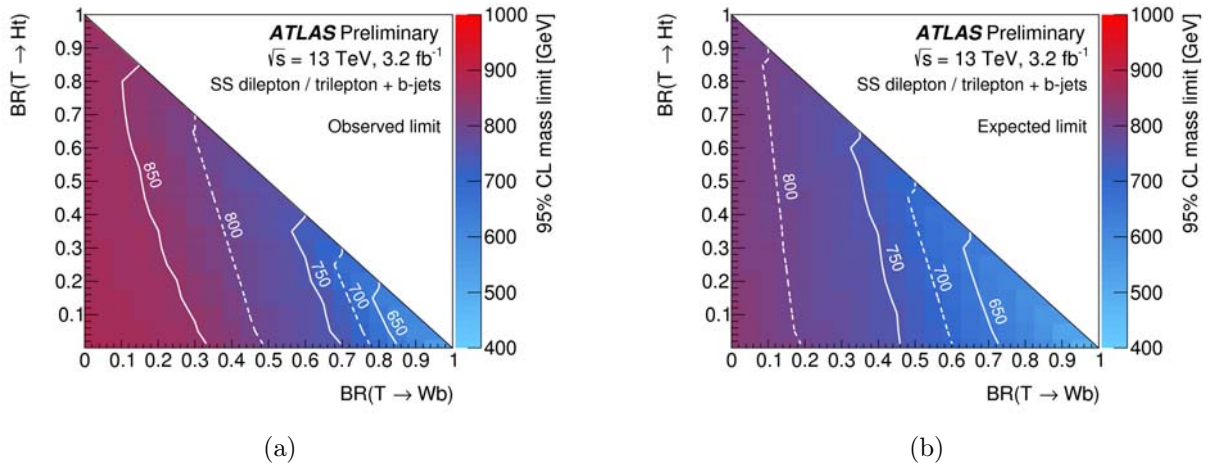 BR(T → Ht)
1
0.9
0.8
0.7
0.6
0.5
0.4
0.3
0.2
0.1
0 0.1 0.2 0.3 0.4 0.5 0.6 0.7 0.8 0.9 1
BR(T → Wb)
ATLAS Preliminary
√s = 13 TeV, 3.2 fb⁻¹
SS dilepton / trilepton + b-jets
Observed limit
850
800
750
700
650
1000
900
800
700
600
500
400
95% CL mass limit [GeV]
(a)
BR(T → Ht)
1
0.9
0.8
0.7
0.6
0.5
0.4
0.3
0.2
0.1
0 0.1 0.2 0.3 0.4 0.5 0.6 0.7 0.8 0.9 1
BR(T → Wb)
ATLAS Preliminary
√s = 13 TeV, 3.2 fb⁻¹
SS dilepton / trilepton + b-jets
Expected limit
800
750
700
650
1000
900
800
700
600
500
400
95% CL mass limit [GeV]
(b)